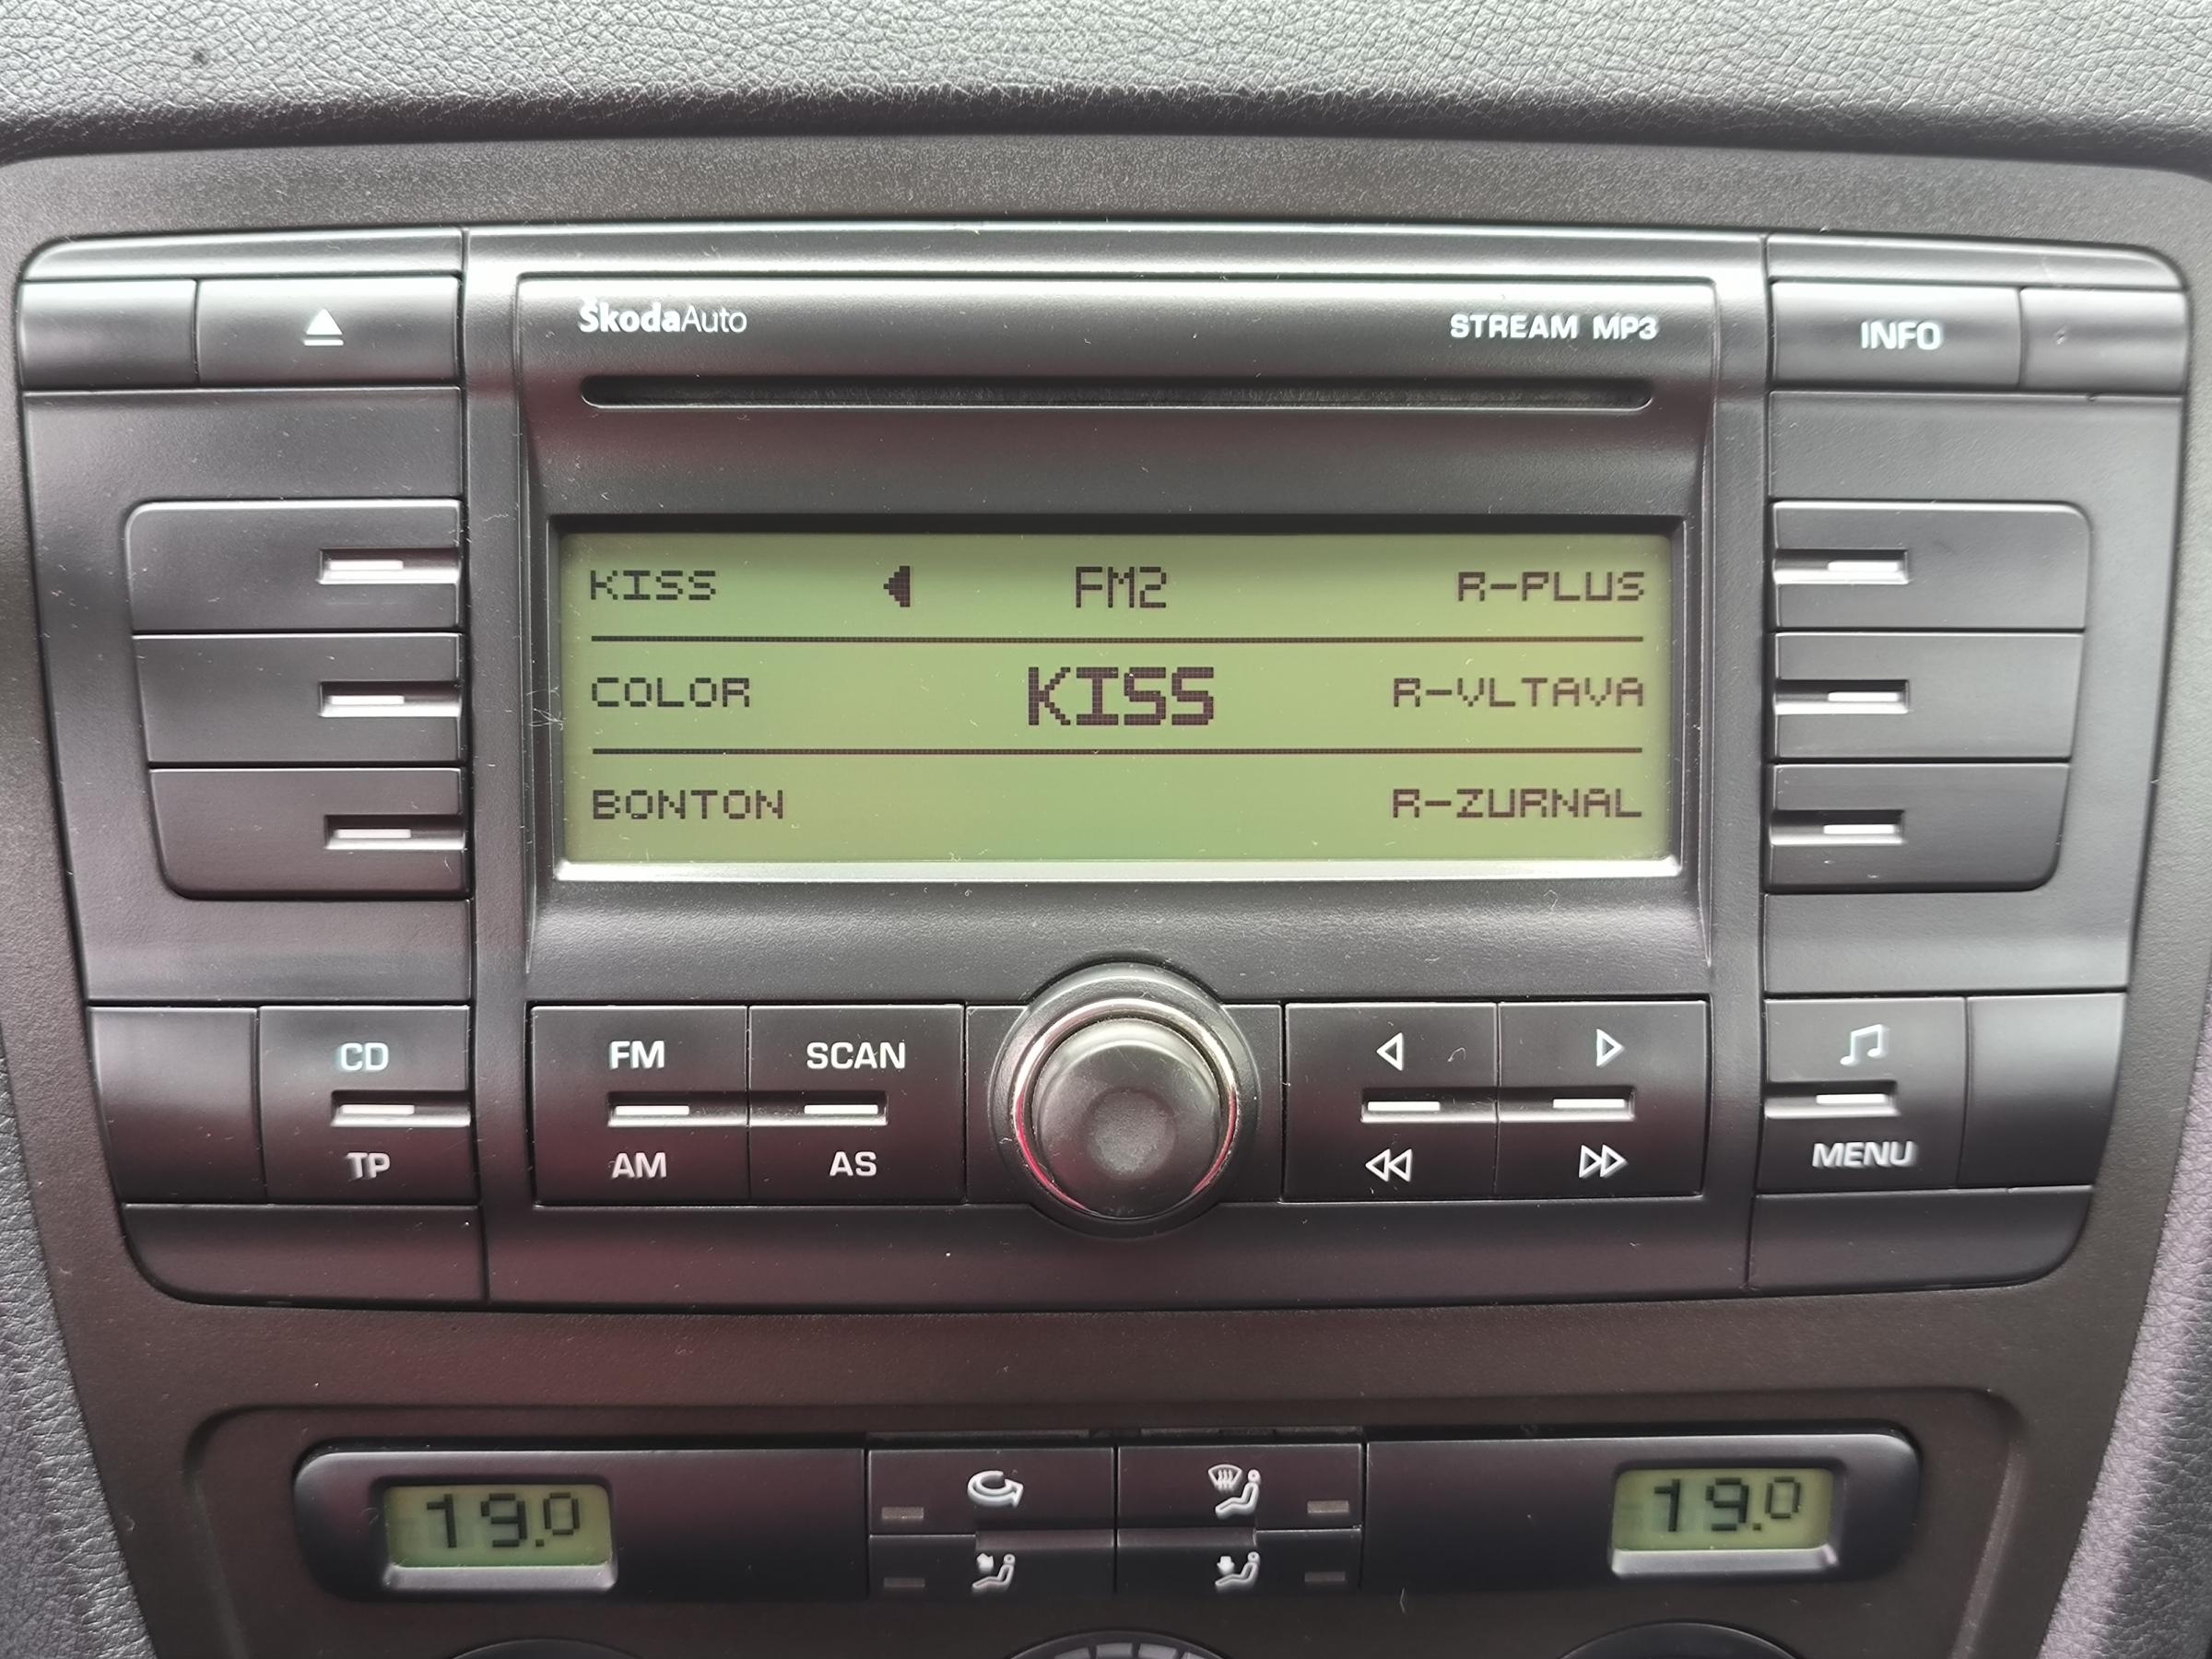 ŠkodaAuto STREAM MP3 INFO
KISS FM2 R-PLUS
COLOR KISS R-VLTAVA
BONTON R-ZURNAL
CD FM SCAN
TP AM AS MENU
19.0 19.0